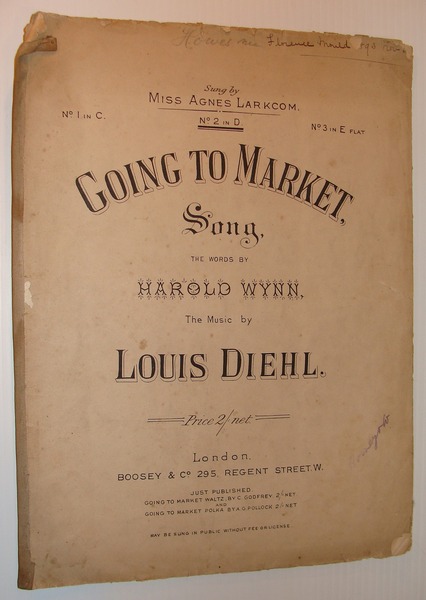 Florence
Sung by
MISS AGNES LARKCOM.
No 1 IN C.
No 2 IN D.
No 3 IN E FLAT
GOING TO MARKET,
Song,
THE WORDS BY
HAROLD WYNN,
The Music by
LOUIS DIEHL.
Price 2/- net.
London.
BOOSEY & Co 295, REGENT STREET. W.
JUST PUBLISHED
GOING TO MARKET WALTZ BY C. GODFREY 2/- NET
AND
GOING TO MARKET POLKA BY A. G. POLLOCK 2/- NET
MAY BE SUNG IN PUBLIC WITHOUT FEE OR LICENSE.